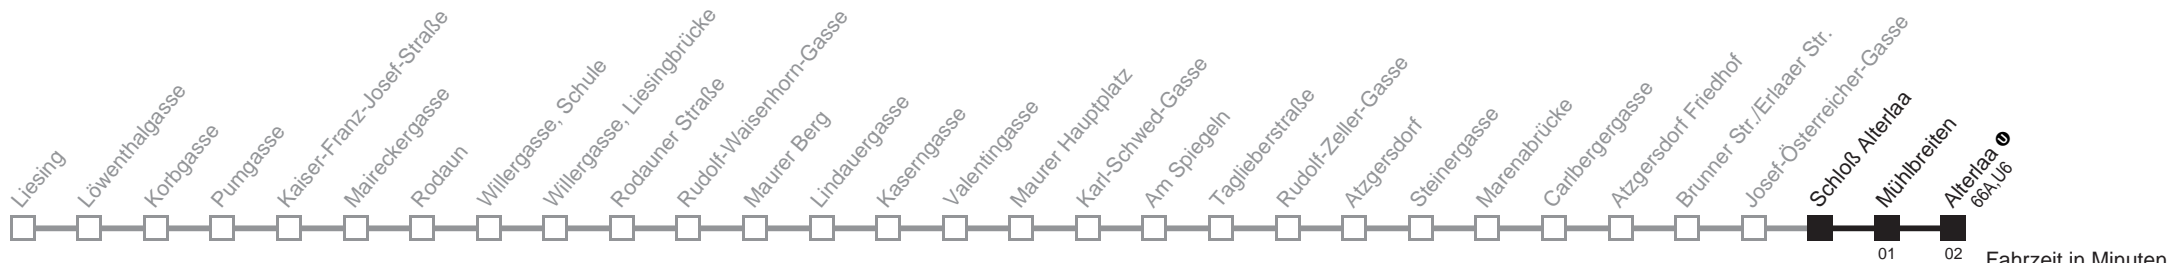 Liesing
Löwenthalgasse
Korbgasse
Pumgasse
Kaiser-Franz-Josef-Straße
Maireckergasse
Rodaun
Willergasse, Schule
Willergasse, Liesingbrücke
Rodauner Straße
Rudolf-Waisenhorn-Gasse
Maurer Berg
Lindauergasse
Kaserngasse
Valentingasse
Maurer Hauptplatz
Karl-Schwed-Gasse
Am Spiegeln
Taglieberstraße
Rudolf-Zeller-Gasse
Atzgersdorf
Steinergasse
Marenabrücke
Carlbergergasse
Atzgersdorf Friedhof
Brunner Str./Erlaaer Str.
Josef-Österreicher-Gasse
Schloß Alterlaa
Mühlbreiten
Alterlaa U
66A,U6
01
02
Fahrzeit in Minuten